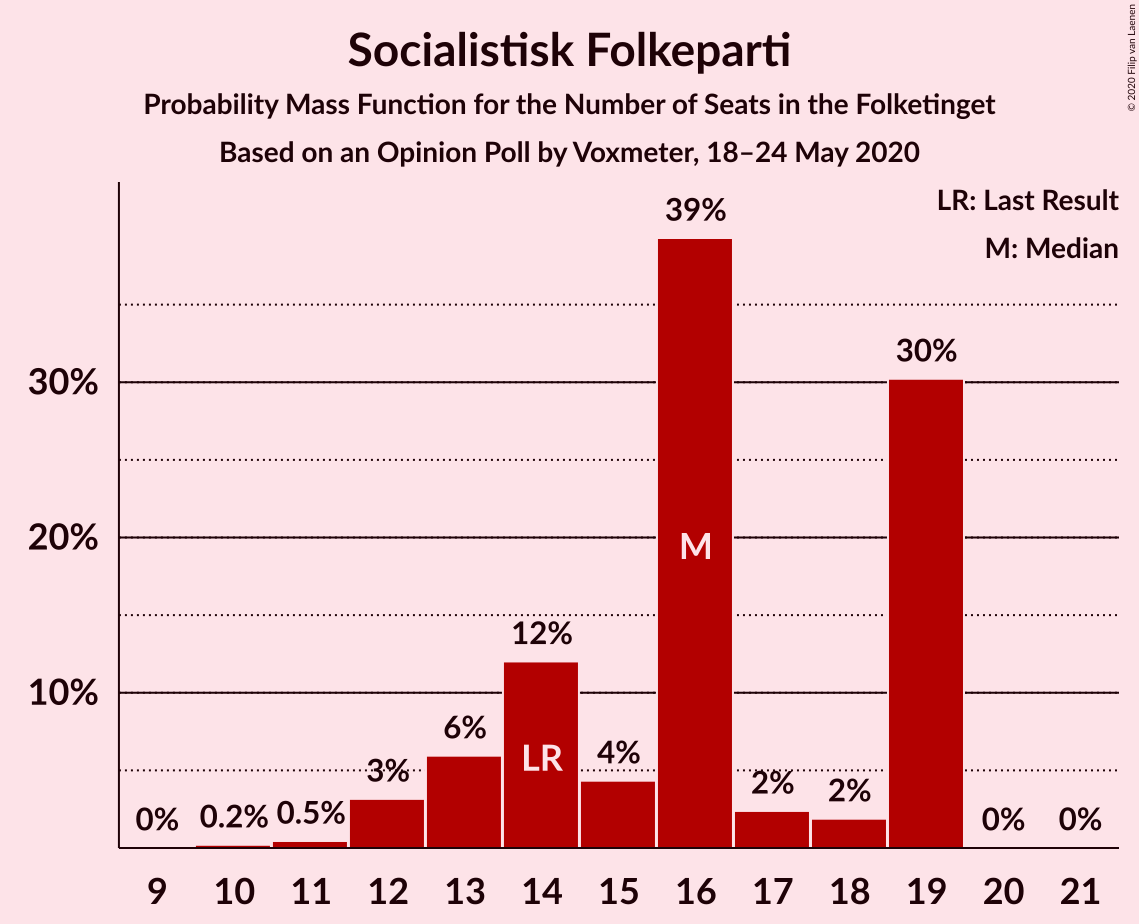 Socialistisk Folkeparti
Probability Mass Function for the Number of Seats in the Folketinget
Based on an Opinion Poll by Voxmeter, 18–24 May 2020
© 2020 Filip van Laenen
LR: Last Result
M: Median
39%
30%
30%
20%
M
12%
10%
6%
LR
4%
3%
2%
2%
0%
0.2%
0.5%
0%
0%
9 10 11 12 13 14 15 16 17 18 19 20 21